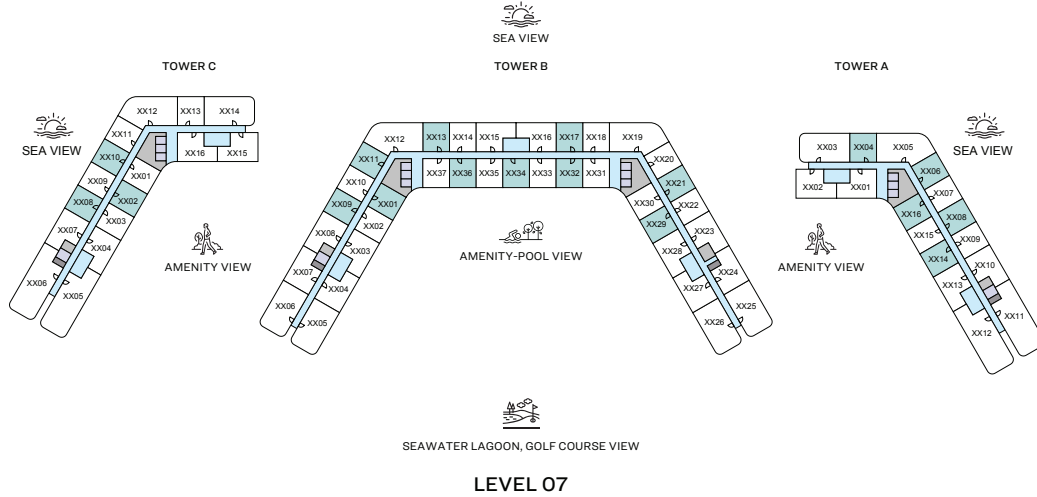 SEA VIEW
TOWER C
TOWER B
TOWER A
XX12 XX13 XX14
XX11
XX16 XX15
XX10
XX01
XX09
XX02
XX08
XX03
XX07
XX04
XX06
XX05
SEA VIEW
AMENITY VIEW
XX12 XX13 XX14 XX15 XX16 XX17 XX18 XX19
XX11
XX20
XX37 XX36 XX35 XX34 XX33 XX32 XX31
XX10
XX21
XX01
XX30
XX09
XX22
XX02
XX29
XX08
XX23
XX03
XX28
XX07
XX24
XX04
XX27
XX06
XX25
XX05
XX26
AMENITY-POOL VIEW
XX03 XX04 XX05
XX02 XX01
XX06
XX07
XX16
XX08
XX15
XX09
XX14
XX10
XX13
XX11
XX12
SEA VIEW
AMENITY VIEW
SEAWATER LAGOON, GOLF COURSE VIEW
LEVEL 07